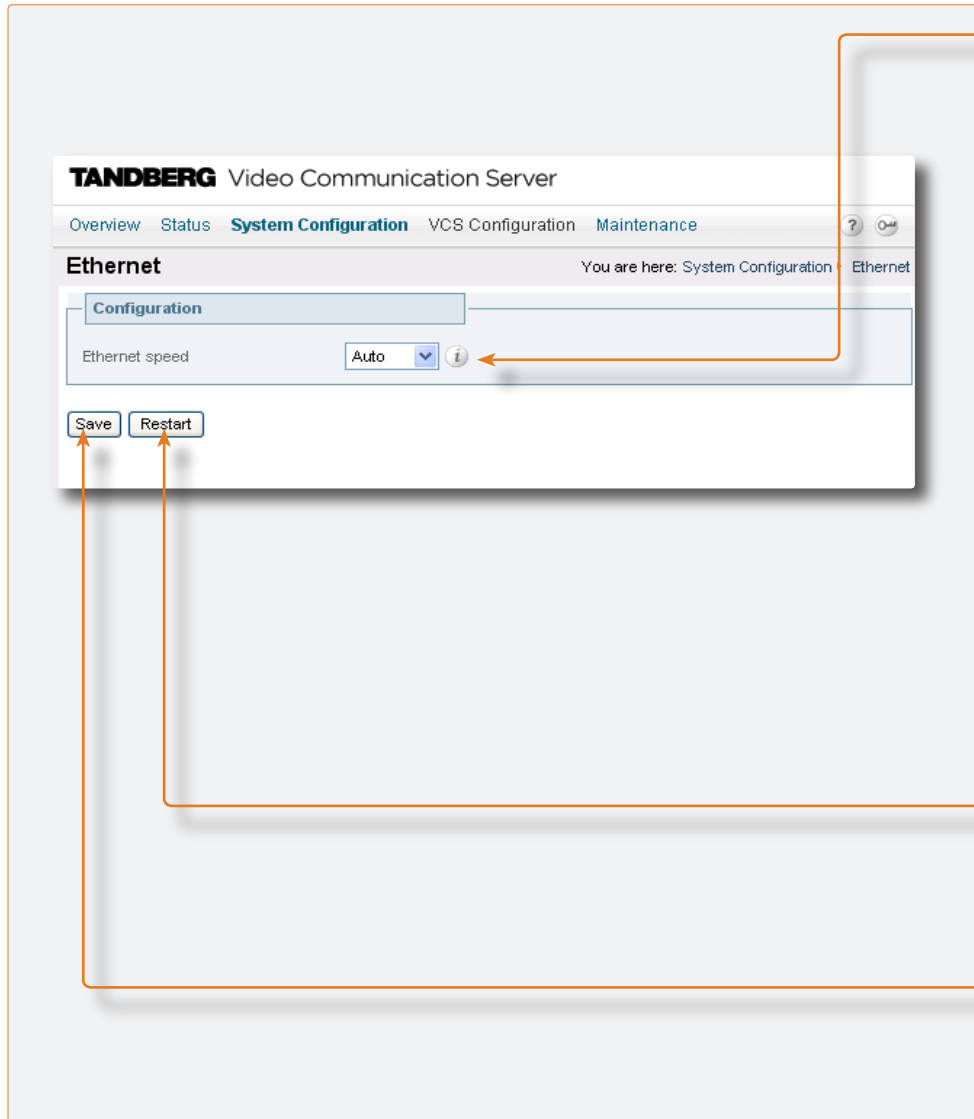 TANDBERG Video Communication Server
Overview Status System Configuration VCS Configuration Maintenance ?
Ethernet You are here: System Configuration Ethernet
Configuration
Ethernet speed Auto i
Save Restart